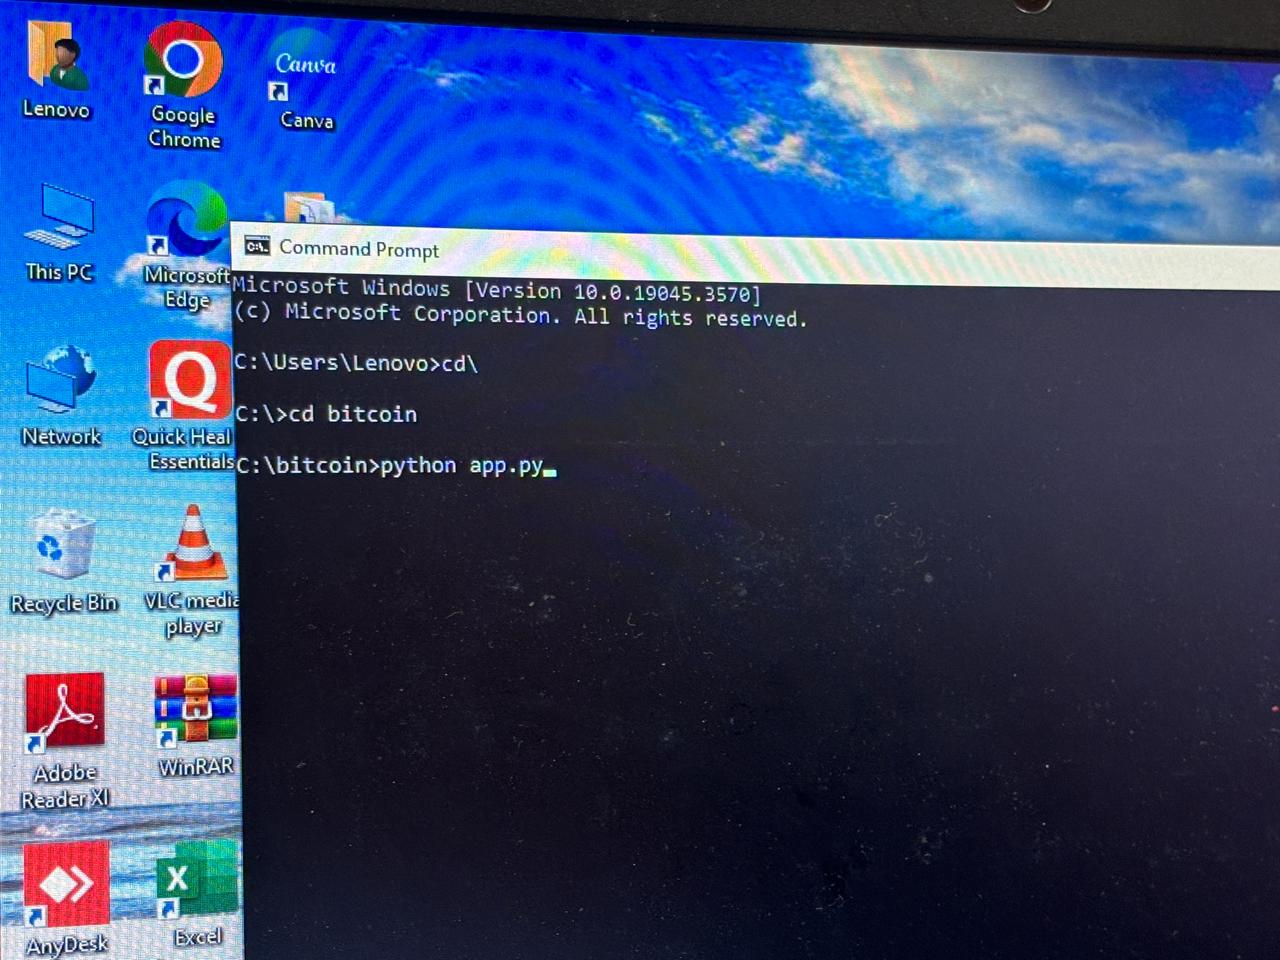 Lenovo
Google
Chrome
Canva
Canva
This PC
Microsoft
Edge
Network
Quick Heal
Essentials
Recycle Bin
VLC media
player
Adobe
Reader XI
WinRAR
AnyDesk
X
Excel
C:\.
Command Prompt
Microsoft Windows [Version 10.0.19045.3570]
(c) Microsoft Corporation. All rights reserved.
C:\Users\Lenovo>cd\
C:\>cd bitcoin
C:\bitcoin>python app.py